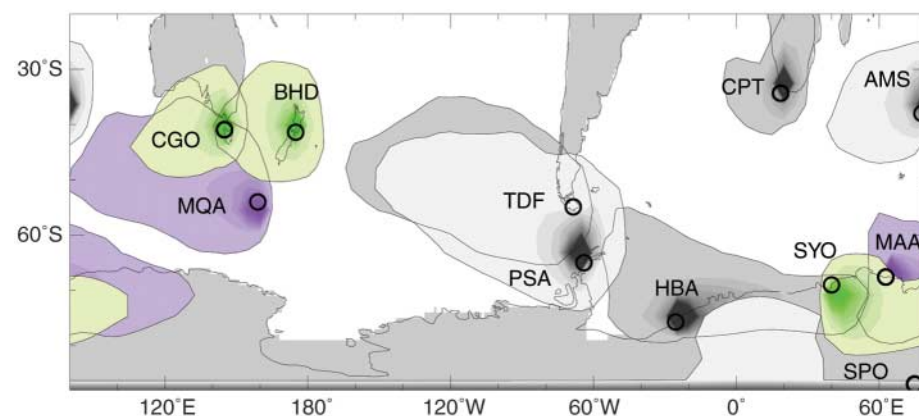 30°S
60°S
BHD
CGO
MQA
TDF
PSA
HBA
CPT
AMS
SYO
MAA
SPO
120°E
180°
120°W
60°W
0°
60°E